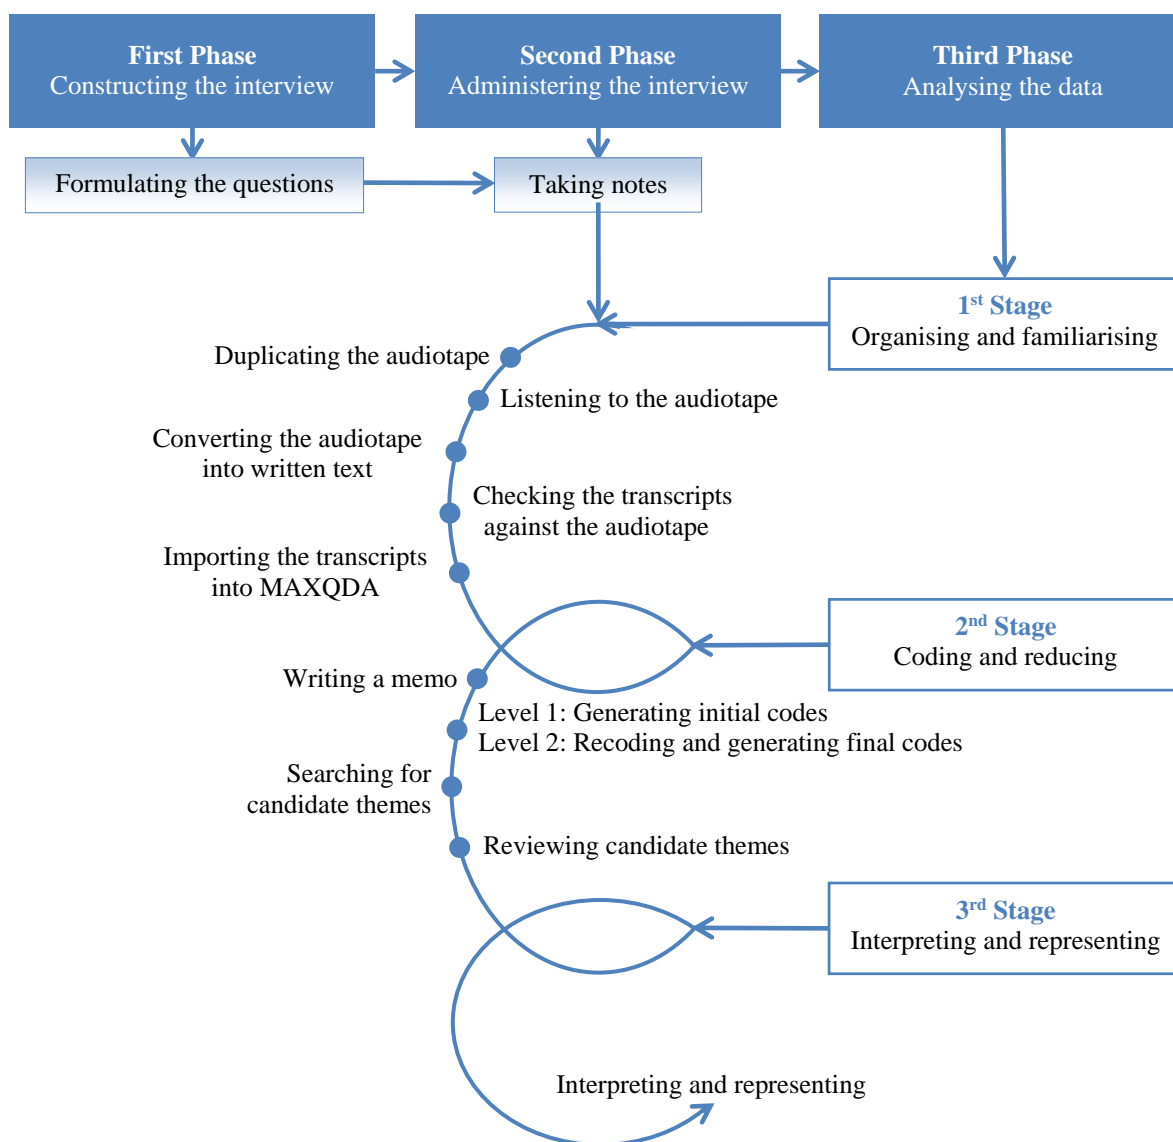 First Phase
Constructing the interview
Second Phase
Administering the interview
Third Phase
Analysing the data
Formulating the questions
Taking notes
1st Stage
Organising and familiarising
Duplicating the audiotape
Listening to the audiotape
Converting the audiotape
into written text
Checking the transcripts
against the audiotape
Importing the transcripts
into MAXQDA
2nd Stage
Coding and reducing
Writing a memo
Level 1: Generating initial codes
Level 2: Recoding and generating final codes
Searching for
candidate themes
Reviewing candidate themes
3rd Stage
Interpreting and representing
Interpreting and representing